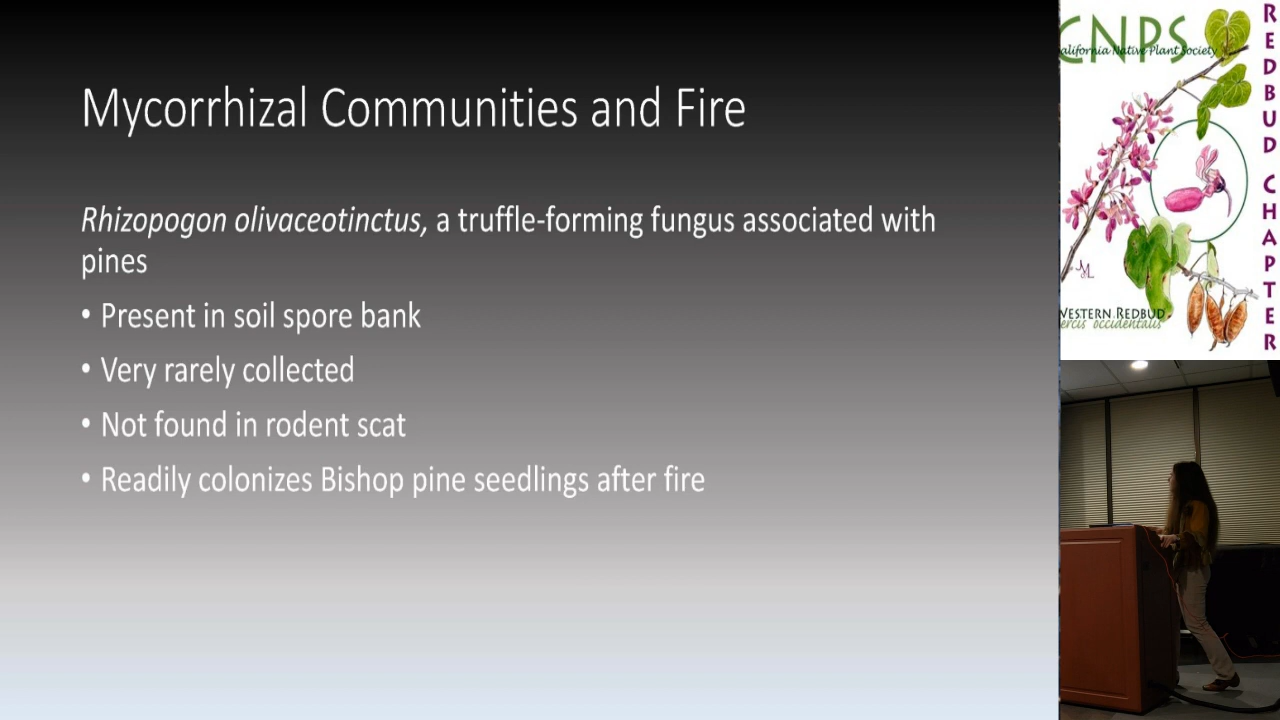 Mycorrhizal Communities and Fire
Rhizopogon olivaceotinctus, a truffle-forming fungus associated with
pines
• Present in soil spore bank
• Very rarely collected
• Not found in rodent scat
• Readily colonizes Bishop pine seedlings after fire
CNPS
alifornia Native Plant Society
REDBUD CHAPTER
ML
WESTERN REDBUD
ercis occidentalis